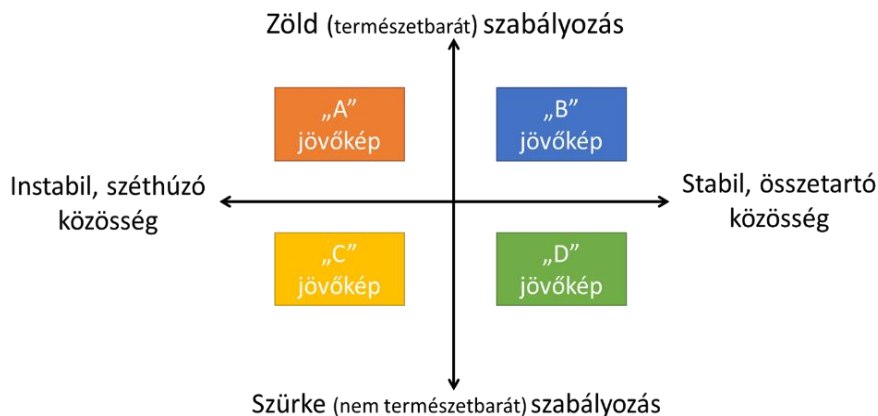 Zöld (természetbarát) szabályozás
„A”
jövőkép
„B”
jövőkép
Instabil, széthúzó
közösség
Stabil, összetartó
közösség
„C”
jövőkép
„D”
jövőkép
Szürke (nem természetbarát) szabályozás